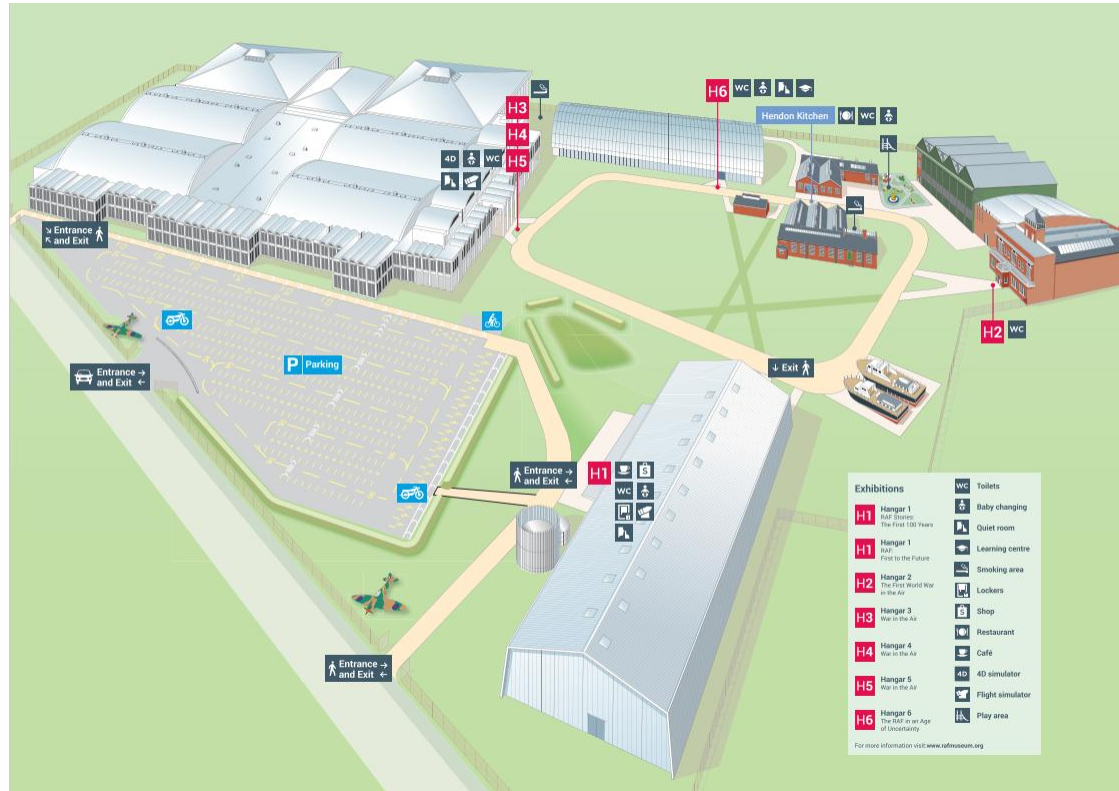 H3
H4
H5
4D
WC
H6
WC
Hendon Kitchen
WC
Entrance
and Exit
Entrance
and Exit
P Parking
H2 WC
Exit
Entrance
and Exit
H1
S
WC
Entrance
and Exit
Exhibitions
H1
Hangar 1
RAF Stories:
The First 100 Years
H1
Hangar 1
RAF:
First to the Future
H2
Hangar 2
The First World War
in the Air
H3
Hangar 3
War in the Air
H4
Hangar 4
War in the Air
H5
Hangar 5
War in the Air
H6
Hangar 6
The RAF in an Age
of Uncertainty
WC Toilets
Baby changing
Quiet room
Learning centre
Smoking area
Lockers
S Shop
Restaurant
Café
4D 4D simulator
Flight simulator
Play area
For more information visit:www.rafmuseum.org